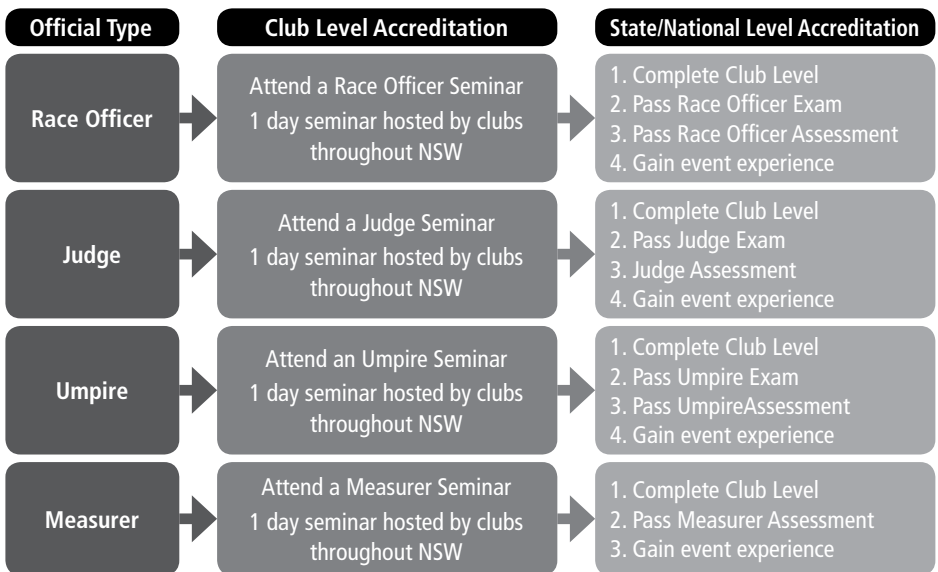 Official Type
Club Level Accreditation
State/National Level Accreditation
Race Officer
Attend a Race Officer Seminar
1 day seminar hosted by clubs
throughout NSW
1. Complete Club Level
2. Pass Race Officer Exam
3. Pass Race Officer Assessment
4. Gain event experience
Judge
Attend a Judge Seminar
1 day seminar hosted by clubs
throughout NSW
1. Complete Club Level
2. Pass Judge Exam
3. Judge Assessment
4. Gain event experience
Umpire
Attend an Umpire Seminar
1 day seminar hosted by clubs
throughout NSW
1. Complete Club Level
2. Pass Umpire Exam
3. Pass UmpireAssessment
4. Gain event experience
Measurer
Attend a Measurer Seminar
1 day seminar hosted by clubs
throughout NSW
1. Complete Club Level
2. Pass Measurer Assessment
3. Gain event experience